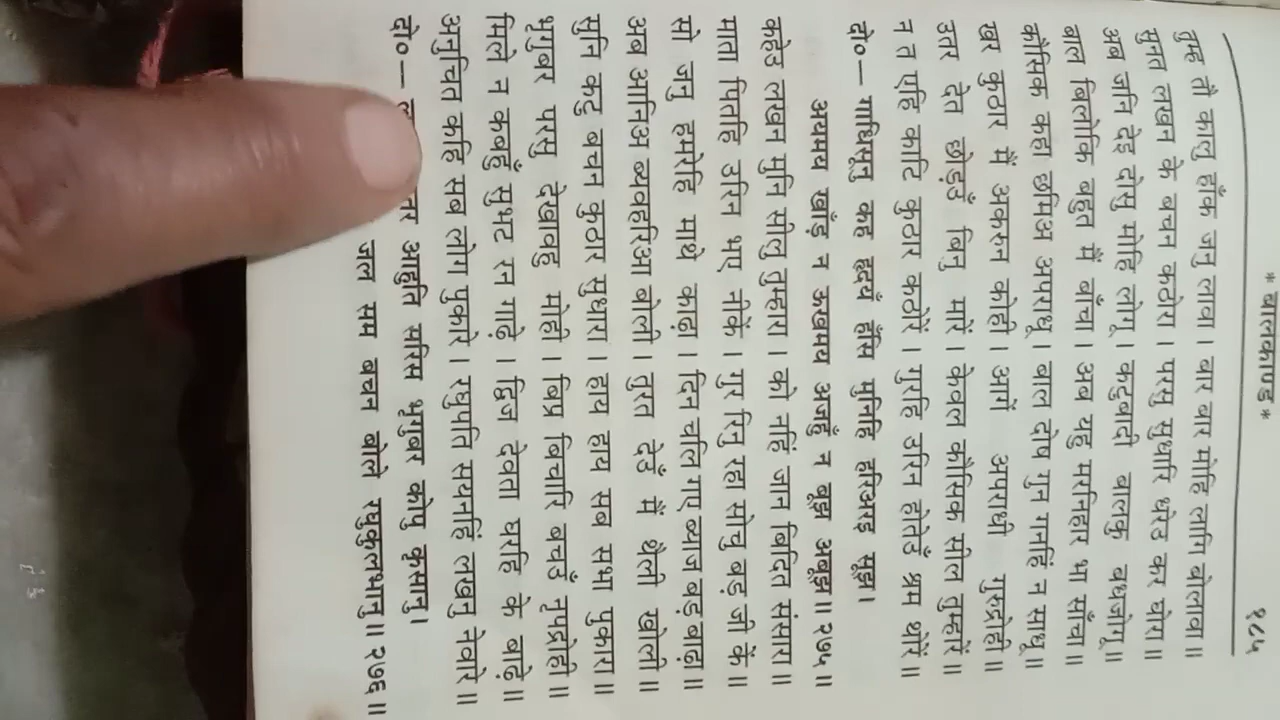 * बालकाण्ड * १८५
तुम्ह तौ कालु हाँक जनु लावा । बार बार मोहि लागि बोलावा ॥
सुनत लखन के बचन कठोरा । परसु सुधारि धरेउ कर घोरा ॥
अब जनि देइ दोसु मोहि लोगू । कटुबादी बालकु बधजोगू ॥
बाल बिलोकि बहुत मैं बाँचा । अब यहु मरनिहार भा साँचा ॥
कौसिक कहा छमिअ अपराधू । बाल दोष गुन गनहिं न साधू ॥
खर कुठार मैं अकरुन कोही । आगें अपराधी गुरुद्रोही ॥
उतर देत छोड़उँ बिनु मारें । केवल कौसिक सील तुम्हारें ॥
न त एहि काटि कुठार कठोरें । गुरहि उरिन होतेउँ श्रम थोरें ॥
दो०— गाधिसूनु कह हृदयँ हँसि मुनिहि हरिअरइ सूझ ।
अयमय खाँड़ न ऊखमय अजहुँ न बूझ अबूझ ॥ २७५ ॥
कहेउ लखन मुनि सीलु तुम्हारा । को नहिं जान बिदित संसारा ॥
माता पितहि उरिन भए नीकें । गुर रिनु रहा सोचु बड़ जी कें ॥
सो जनु हमरेहि माथे काढ़ा । दिन चलि गए ब्याज बड़ बाढ़ा ॥
अब आनिअ ब्यवहरिआ बोली । तुरत देउँ मैं थैली खोली ॥
सुनि कटु बचन कुठार सुधारा । हाय हाय सब सभा पुकारा ॥
भृगुबर परसु देखावहु मोही । बिप्र बिचारि बचउँ नृपद्रोही ॥
मिले न कबहुँ सुभट रन गाढ़े । द्विज देवता घरहि के बाढ़े ॥
अनुचित कहि सब लोग पुकारे । रघुपति सयनहिं लखनु नेवारे ॥
दो०— आहुति सरिस भृगुबर कोपु कृसानु ।
जल सम बचन बोले रघुकुलभानु ॥ २७६ ॥